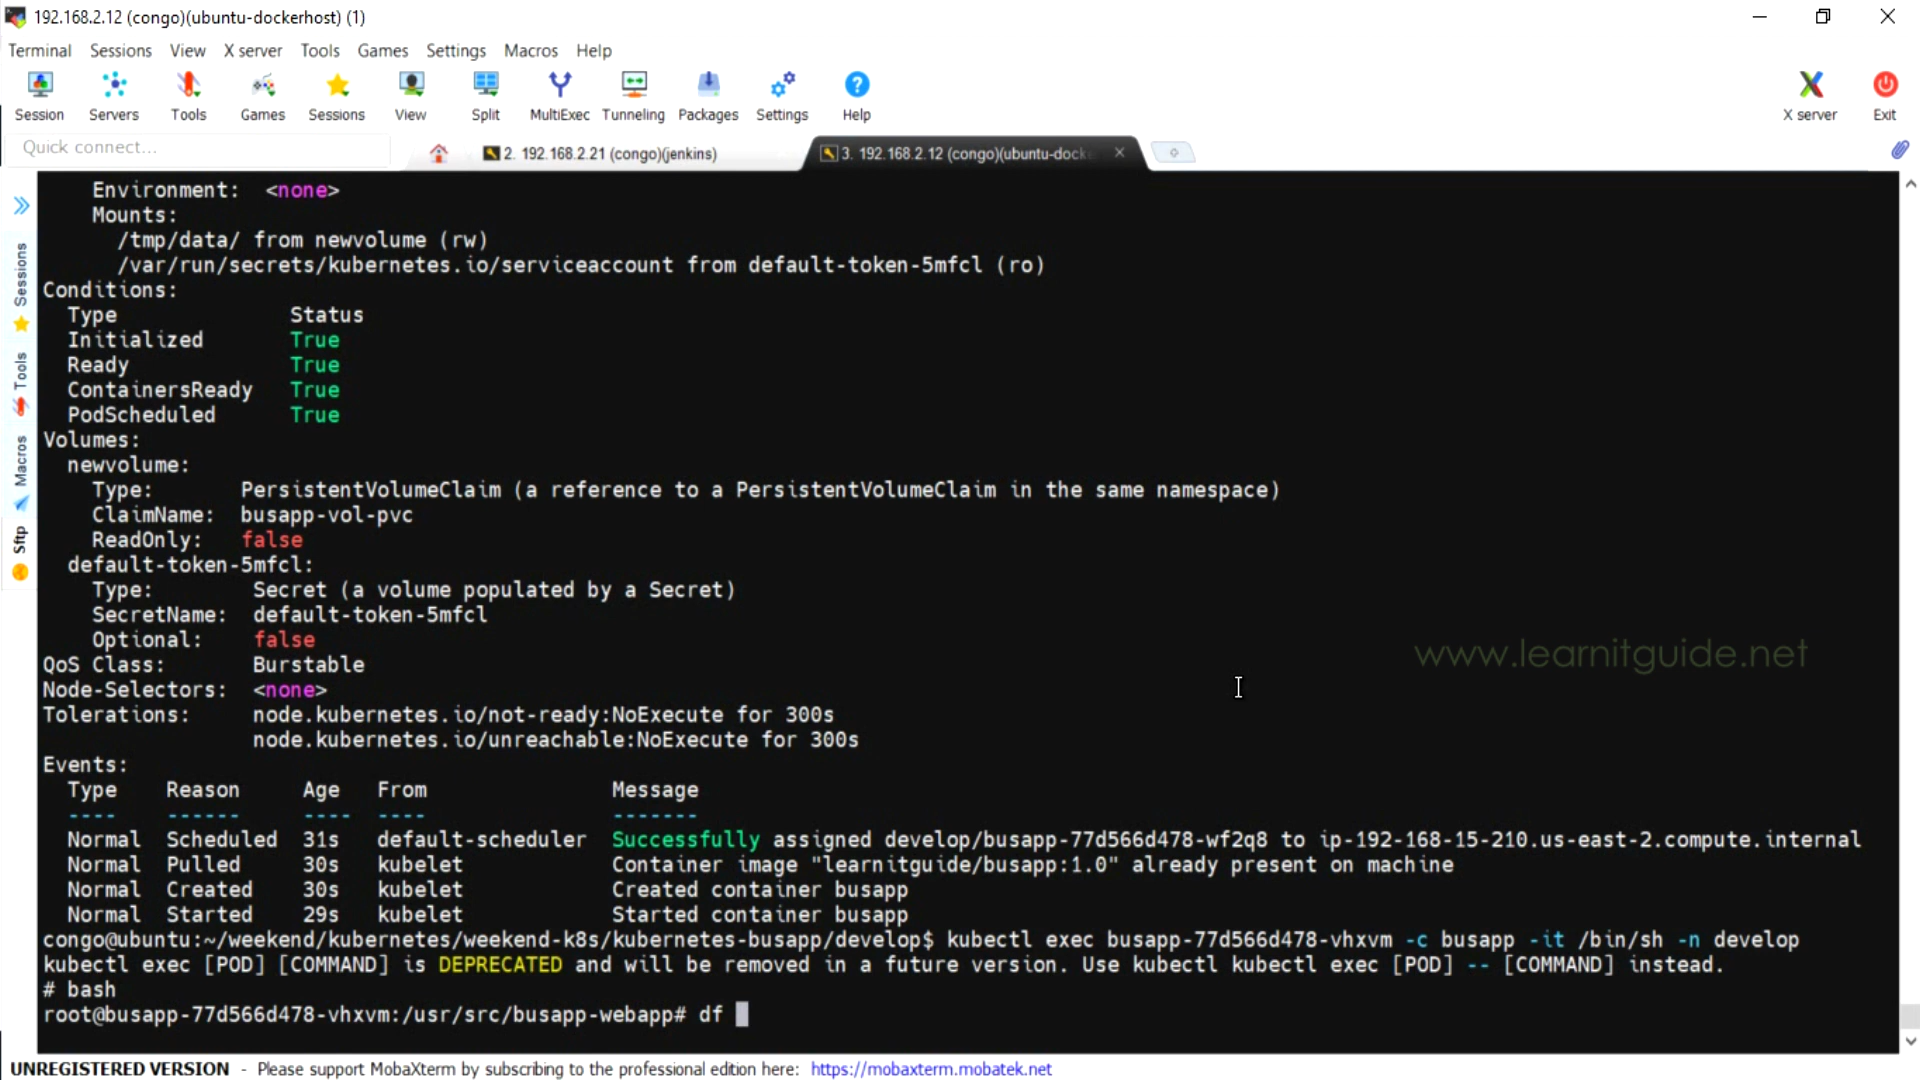 192.168.2.12 (congo)(ubuntu-dockerhost) (1)
Terminal Sessions View X server Tools Games Settings Macros Help
Session Servers Tools Games Sessions View Split MultiExec Tunneling Packages Settings Help X server Exit
Quick connect...
2. 192.168.2.21 (congo)(jenkins)
3. 192.168.2.12 (congo)(ubuntu-docke
Sessions
Tools
Macros
Sftp
Environment: <none>
Mounts:
/tmp/data/ from newvolume (rw)
/var/run/secrets/kubernetes.io/serviceaccount from default-token-5mfcl (ro)
Conditions:
Type Status
Initialized True
Ready True
ContainersReady True
PodScheduled True
Volumes:
newvolume:
Type: PersistentVolumeClaim (a reference to a PersistentVolumeClaim in the same namespace)
ClaimName: busapp-vol-pvc
ReadOnly: false
default-token-5mfcl:
Type: Secret (a volume populated by a Secret)
SecretName: default-token-5mfcl
Optional: false
QoS Class: Burstable
Node-Selectors: <none>
Tolerations: node.kubernetes.io/not-ready:NoExecute for 300s
node.kubernetes.io/unreachable:NoExecute for 300s
Events:
Type Reason Age From Message
---- ------ ---- ---- -------
Normal Scheduled 31s default-scheduler Successfully assigned develop/busapp-77d566d478-wf2q8 to ip-192-168-15-210.us-east-2.compute.internal
Normal Pulled 30s kubelet Container image "learnitguide/busapp:1.0" already present on machine
Normal Created 30s kubelet Created container busapp
Normal Started 29s kubelet Started container busapp
congo@ubuntu:~/weekend/kubernetes/weekend-k8s/kubernetes-busapp/develop$ kubectl exec busapp-77d566d478-vhxvm -c busapp -it /bin/sh -n develop
kubectl exec [POD] [COMMAND] is DEPRECATED and will be removed in a future version. Use kubectl kubectl exec [POD] -- [COMMAND] instead.
# bash
root@busapp-77d566d478-vhxvm:/usr/src/busapp-webapp# df
www.learnitguide.net
UNREGISTERED VERSION - Please support MobaXterm by subscribing to the professional edition here: https://mobaxterm.mobatek.net